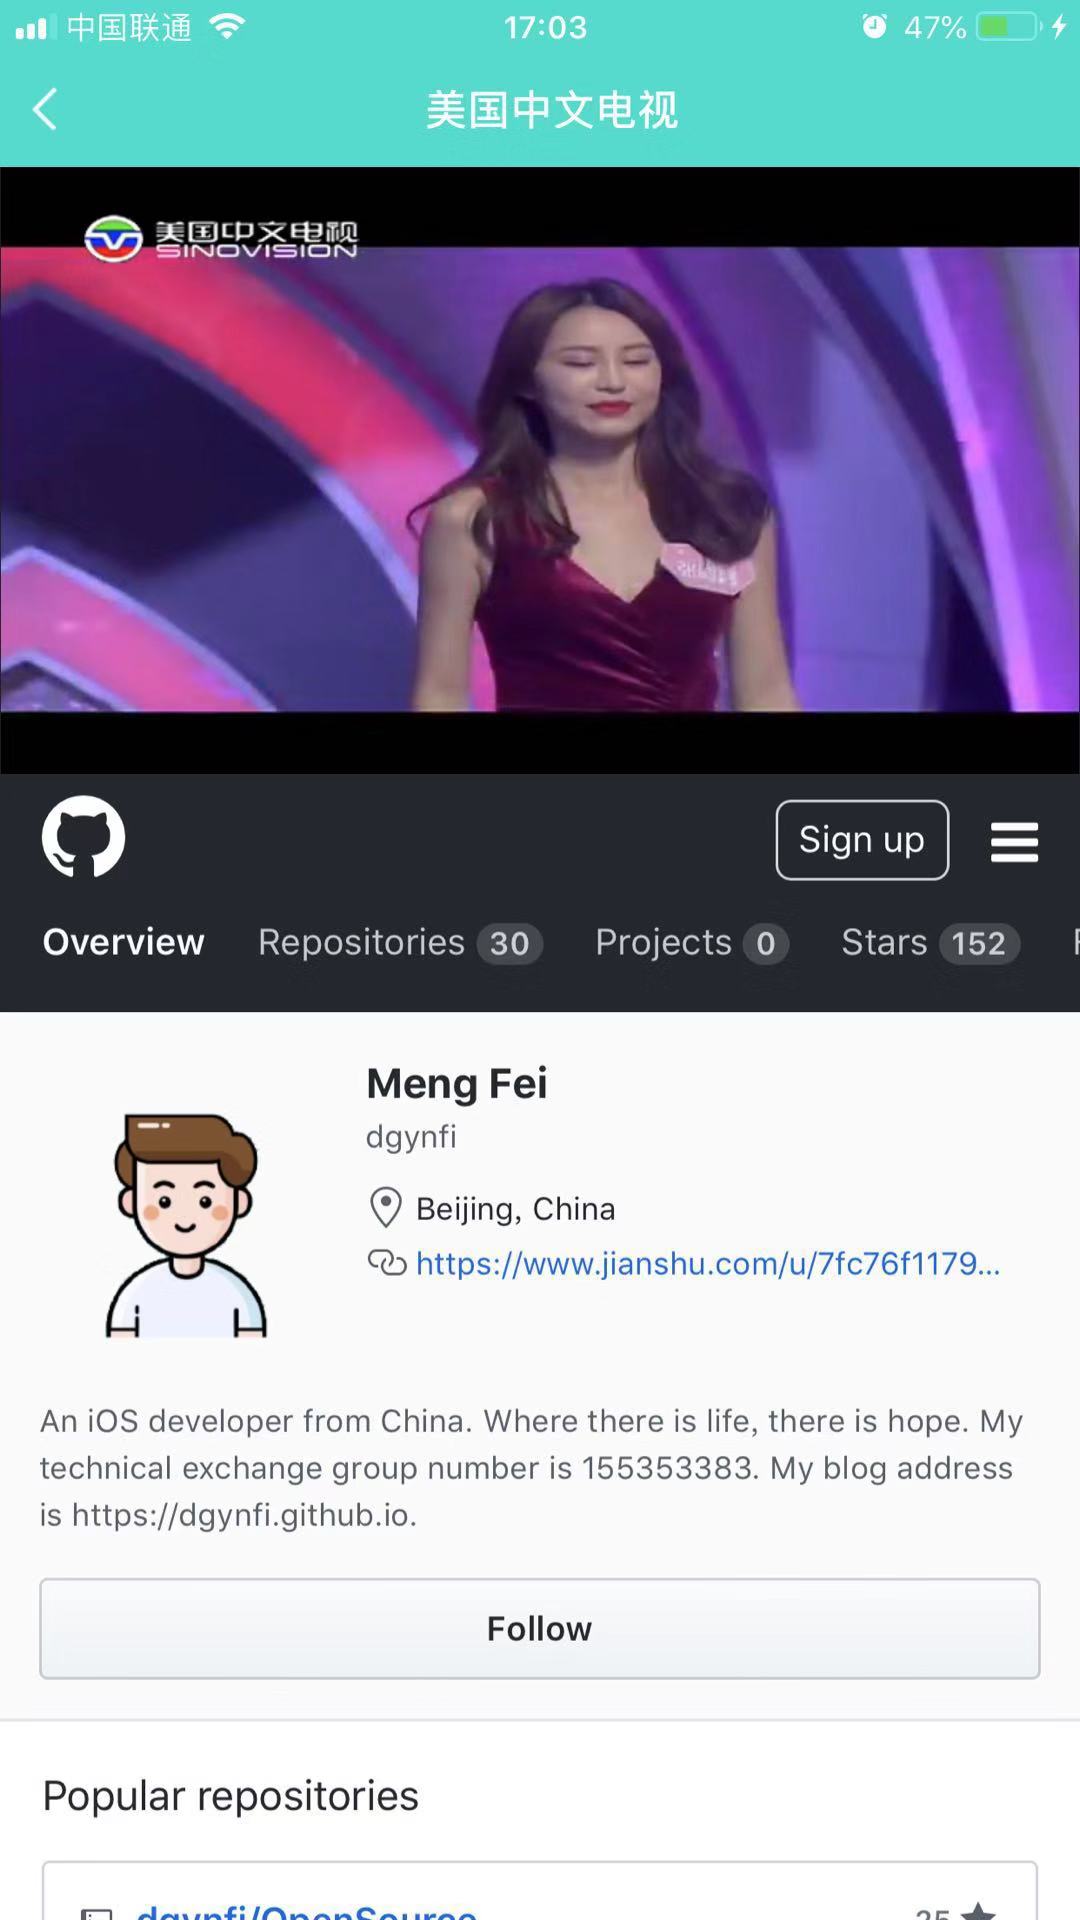 中国联通 17:03 47%
美国中文电视
美国中文电视
SINOVISION
Sign up
Overview Repositories 30 Projects 0 Stars 152
Meng Fei
dgynfi
Beijing, China
https://www.jianshu.com/u/7fc76f1179...
An iOS developer from China. Where there is life, there is hope. My
technical exchange group number is 155353383. My blog address
is https://dgynfi.github.io.
Follow
Popular repositories
dgynfi/OpenSource 25